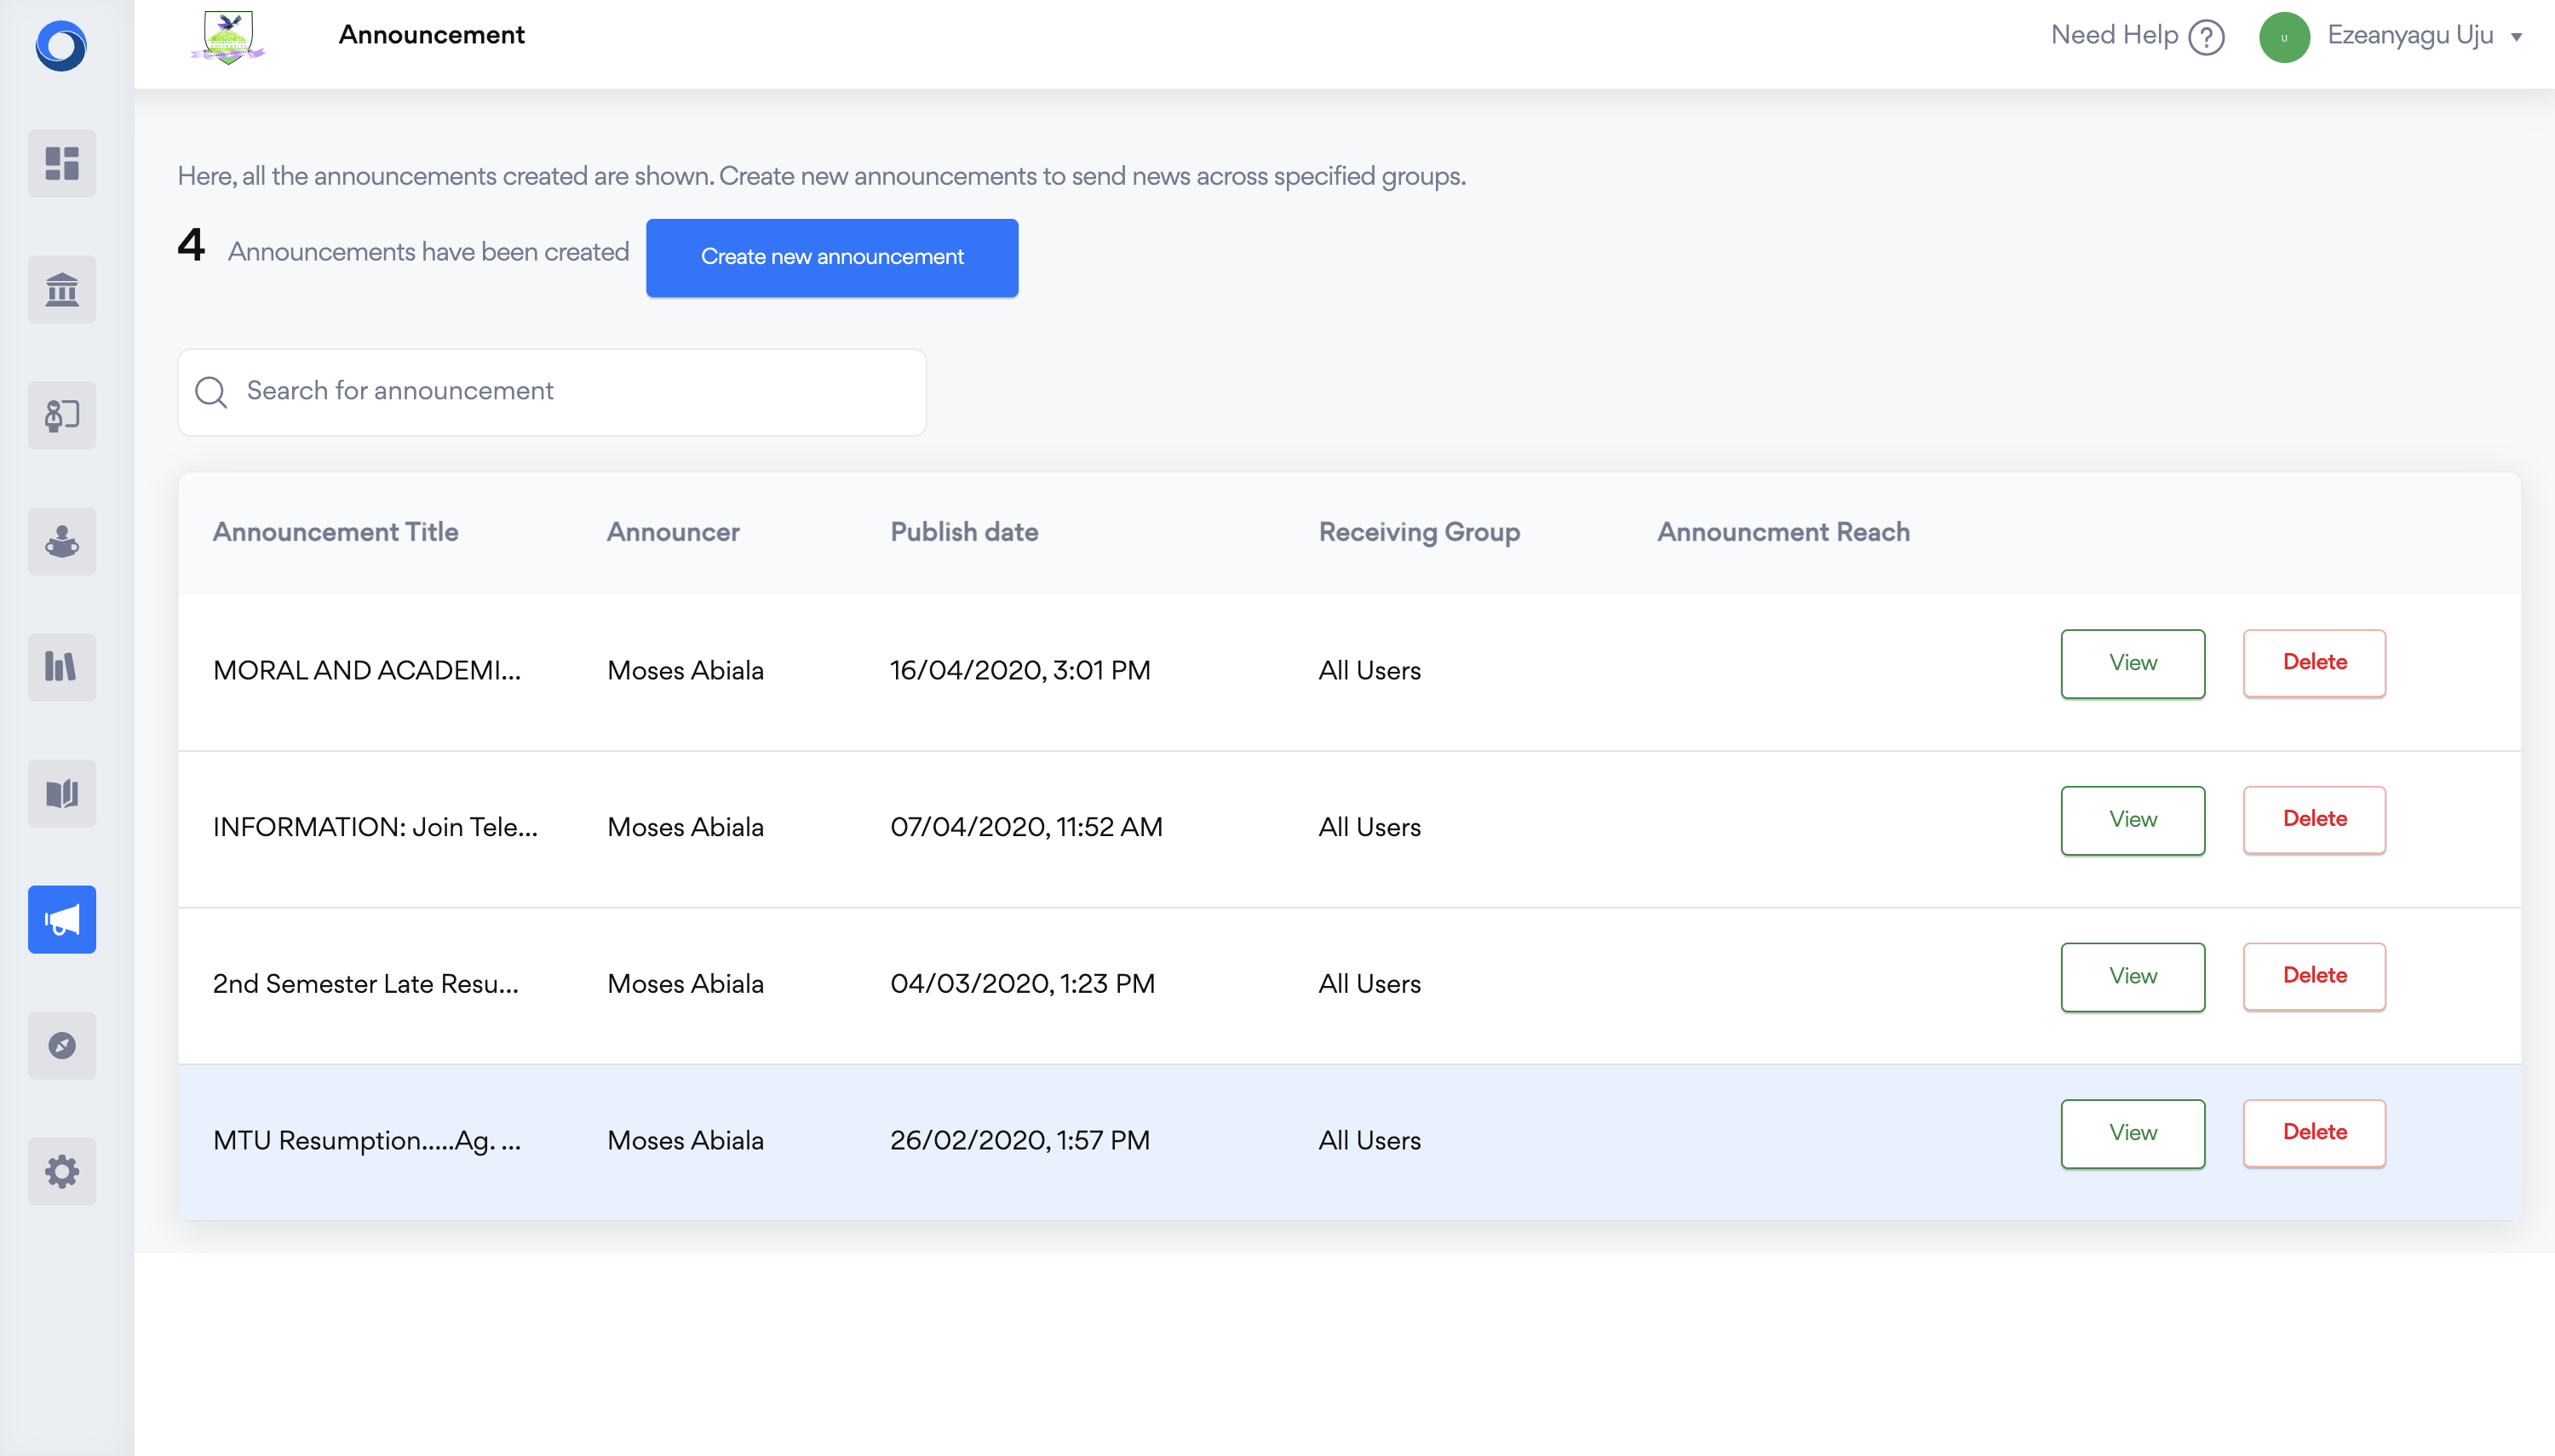 Announcement
Need Help ?
U
Ezeanyagu Uju
Here, all the announcements created are shown. Create new announcements to send news across specified groups.
4 Announcements have been created
Create new announcement
Search for announcement
Announcement Title Announcer Publish date Receiving Group Announcment Reach
MORAL AND ACADEMI... Moses Abiala 16/04/2020, 3:01 PM All Users View Delete
INFORMATION: Join Tele... Moses Abiala 07/04/2020, 11:52 AM All Users View Delete
2nd Semester Late Resu... Moses Abiala 04/03/2020, 1:23 PM All Users View Delete
MTU Resumption.....Ag. ... Moses Abiala 26/02/2020, 1:57 PM All Users View Delete